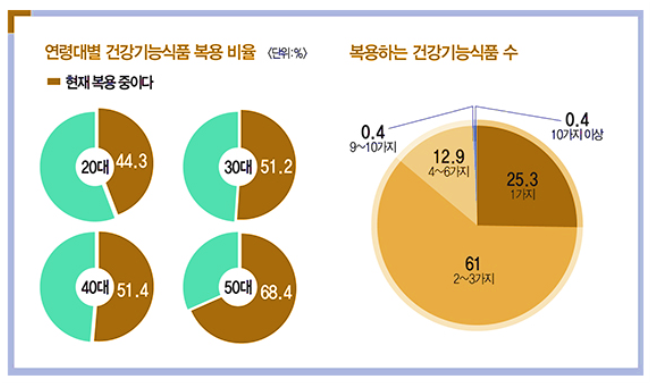 연령대별 건강기능식품 복용 비율 〈단위:%〉
현재 복용 중이다
20대 44.3
30대 51.2
40대 51.4
50대 68.4
복용하는 건강기능식품 수
0.4
9~10가지
0.4
10가지 이상
12.9
4~6가지
25.3
1가지
61
2~3가지